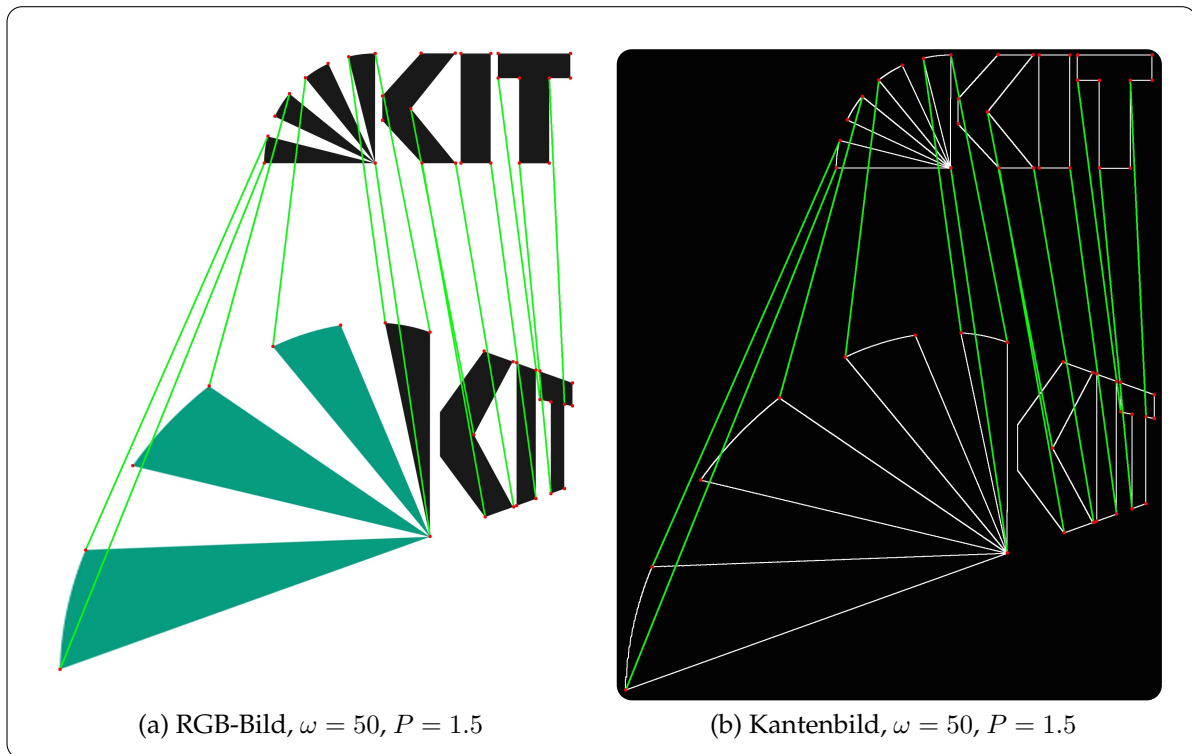 KIT
KIT
KIT
KIT
(a) RGB-Bild, ω = 50, P = 1.5
(b) Kantenbild, ω = 50, P = 1.5